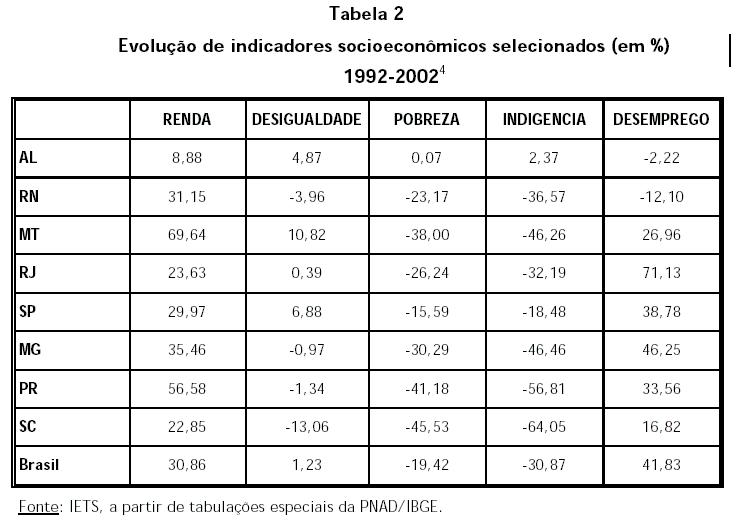 Tabela 2
Evolução de indicadores socioeconômicos selecionados (em %)
1992-2002⁴
RENDA DESIGUALDADE POBREZA INDIGENCIA DESEMPREGO
AL 8,88 4,87 0,07 2,37 -2,22
RN 31,15 -3,96 -23,17 -36,57 -12,10
MT 69,64 10,82 -38,00 -46,26 26,96
RJ 23,63 0,39 -26,24 -32,19 71,13
SP 29,97 6,88 -15,59 -18,48 38,78
MG 35,46 -0,97 -30,29 -46,46 46,25
PR 56,58 -1,34 -41,18 -56,81 33,56
SC 22,85 -13,06 -45,53 -64,05 16,82
Brasil 30,86 1,23 -19,42 -30,87 41,83
Fonte: IETS, a partir de tabulações especiais da PNAD/IBGE.